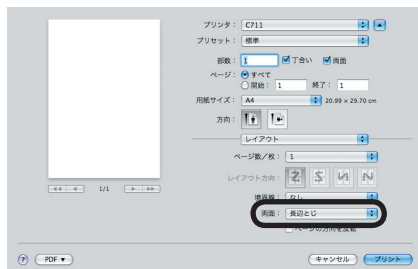 プリンタ： C711
プリセット： 標準
部数： 1 丁合い 両面
ページ： すべて
開始： 1 終了： 1
用紙サイズ： A4 20.99 x 29.70 cm
方向：
レイアウト
ページ数／枚： 1
レイアウト方向：
境界線： なし
両面： 長辺とじ
ページの方向を反転
1/1
? PDF ▼ キャンセル プリント